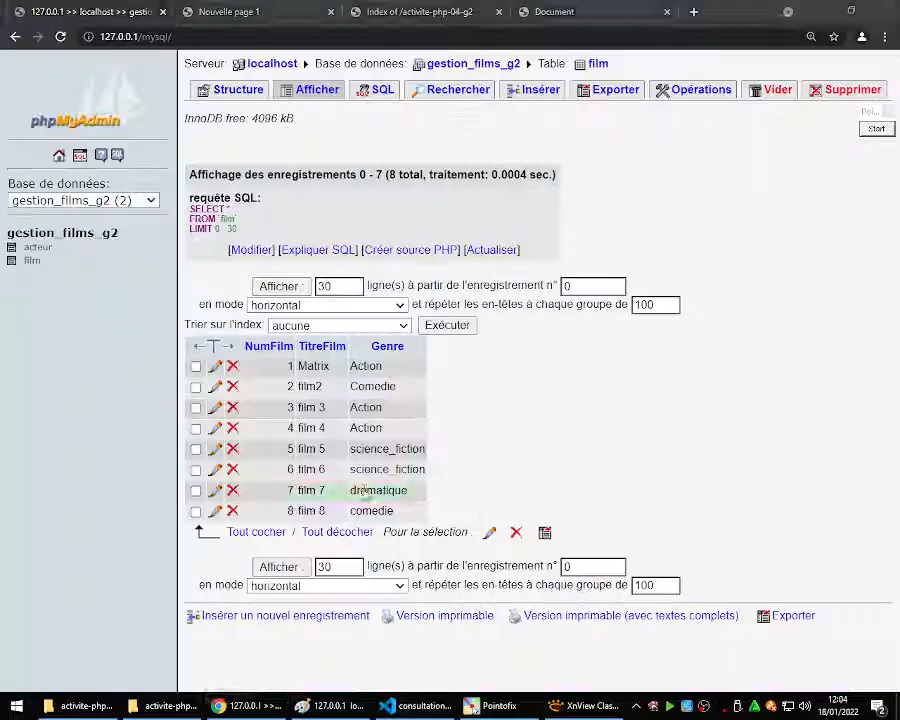 127.0.0.1 >> localhost >> gestio
Nouvelle page 1
Index of /activite-php-04-g2
Document
127.0.0.1/mysql/
phpMyAdmin
Base de données:
gestion_films_g2 (2)
gestion_films_g2
acteur
film
Serveur: localhost Base de données: gestion_films_g2 Table: film
Structure Afficher SQL Rechercher Insérer Exporter Opérations Vider Supprimer
InnoDB free: 4096 kB
Poi...
Start
Affichage des enregistrements 0 - 7 (8 total, traitement: 0.0004 sec.)
requête SQL:
SELECT *
FROM `film`
LIMIT 0 , 30
[Modifier] [Expliquer SQL] [Créer source PHP] [Actualiser]
Afficher : 30 ligne(s) à partir de l'enregistrement n° 0
en mode horizontal et répéter les en-têtes à chaque groupe de 100
Trier sur l'index: aucune Exécuter
←T→ NumFilm TitreFilm Genre
1 Matrix Action
2 film2 Comedie
3 film 3 Action
4 film 4 Action
5 film 5 science_fiction
6 film 6 science_fiction
7 film 7 dramatique
8 film 8 comedie
Tout cocher / Tout décocher Pour la sélection :
Afficher : 30 ligne(s) à partir de l'enregistrement n° 0
en mode horizontal et répéter les en-têtes à chaque groupe de 100
Insérer un nouvel enregistrement Version imprimable Version imprimable (avec textes complets) Exporter
activite-php-... activite-php-... 127.0.0.1 >>... 127.0.0.1 lo... consultation... Pointofix XnView Class...
12:04
18/01/2022
2